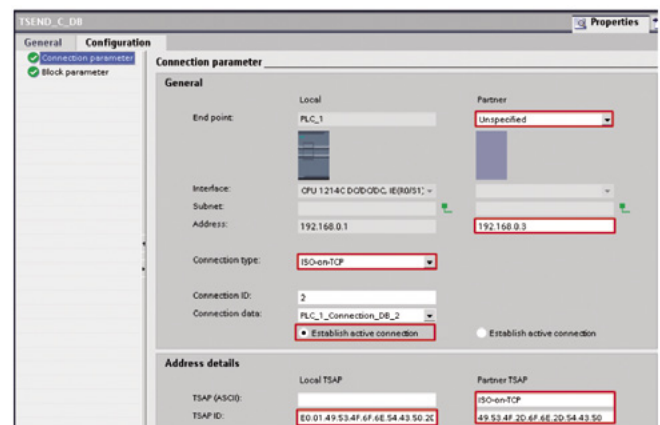 TSEND_C_DB
Properties
General Configuration
Connection parameter
Block parameter
Connection parameter
General
Local Partner
End point: PLC_1 Unspecified
Interface: CPU 1214C DC/DC/DC, IE(R0/S1)
Subnet:
Address: 192.168.0.1 192.168.0.3
Connection type: ISO-on-TCP
Connection ID: 2
Connection data: PLC_1_Connection_DB_2
Establish active connection Establish active connection
Address details
Local TSAP Partner TSAP
TSAP (ASCII): ISO-on-TCP
TSAP ID: E0.01.49.53.4F.6F.6E.54.43.50.2C 49.53.4F.2D.6F.6E.2D.54.43.50